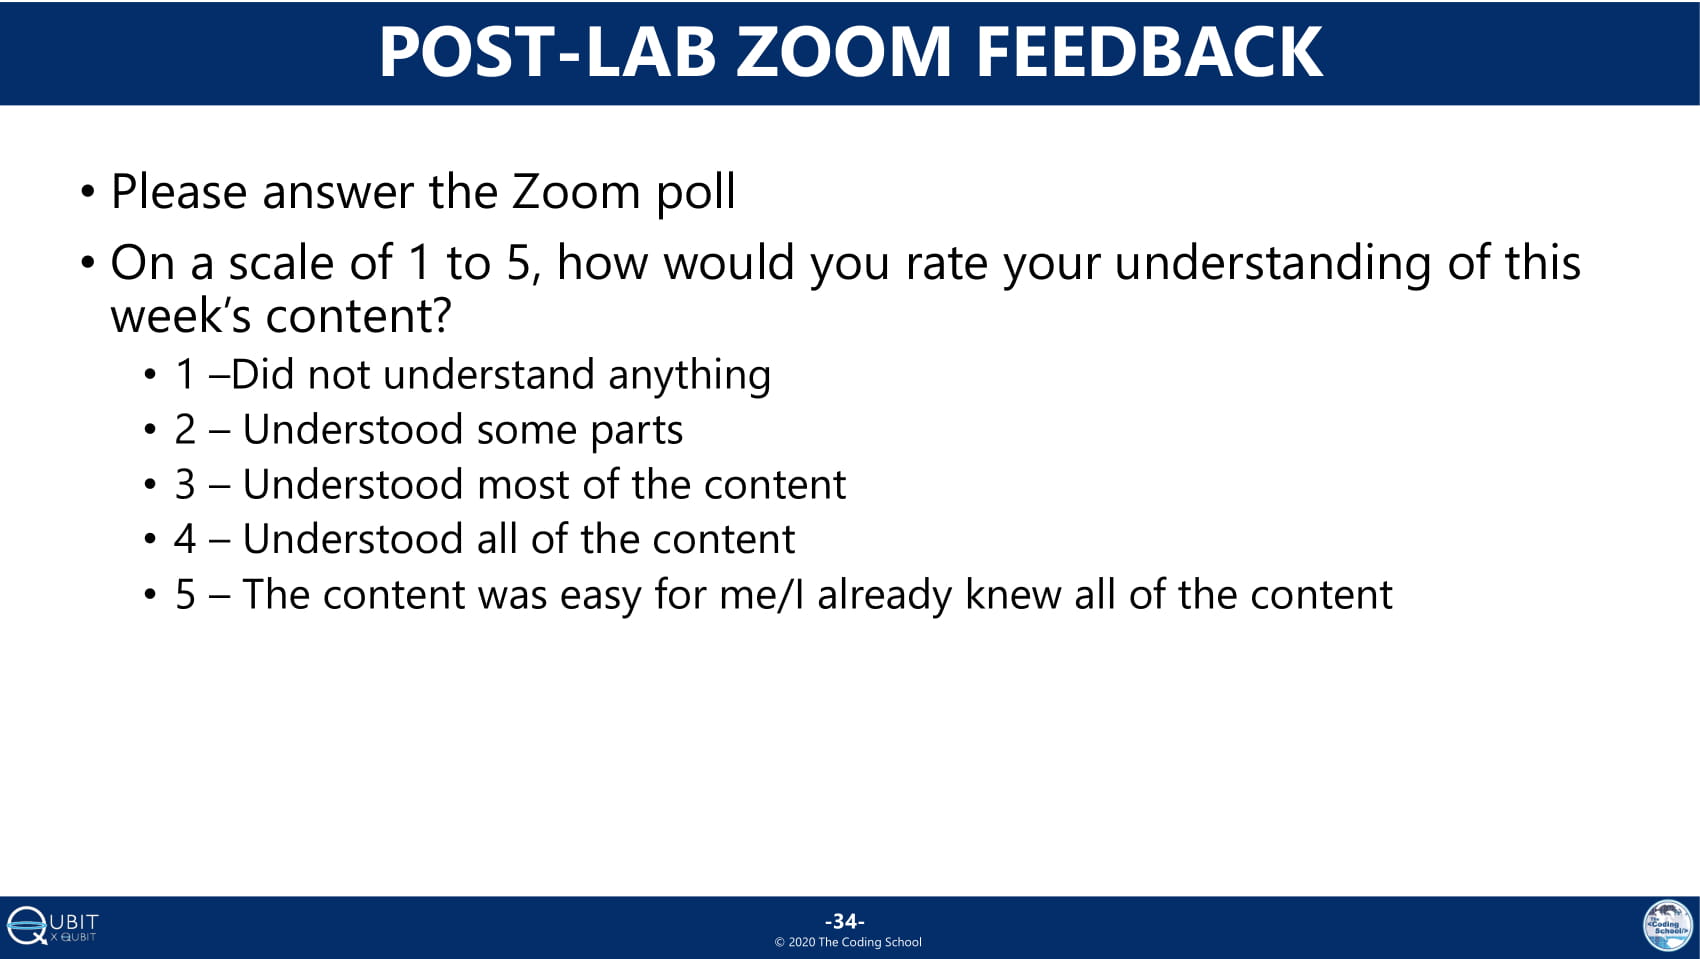 POST-LAB ZOOM FEEDBACK
• Please answer the Zoom poll
• On a scale of 1 to 5, how would you rate your understanding of this
week’s content?
• 1 –Did not understand anything
• 2 – Understood some parts
• 3 – Understood most of the content
• 4 – Understood all of the content
• 5 – The content was easy for me/I already knew all of the content
QUBIT
X QUBIT
-34-
© 2020 The Coding School
The
<Coding
School/>